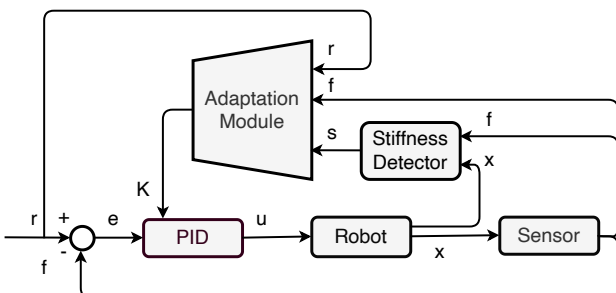 r
f
Adaptation
Module
s
Stiffness
Detector
f
x
K
r
+
e
PID
u
Robot
x
Sensor
-
f